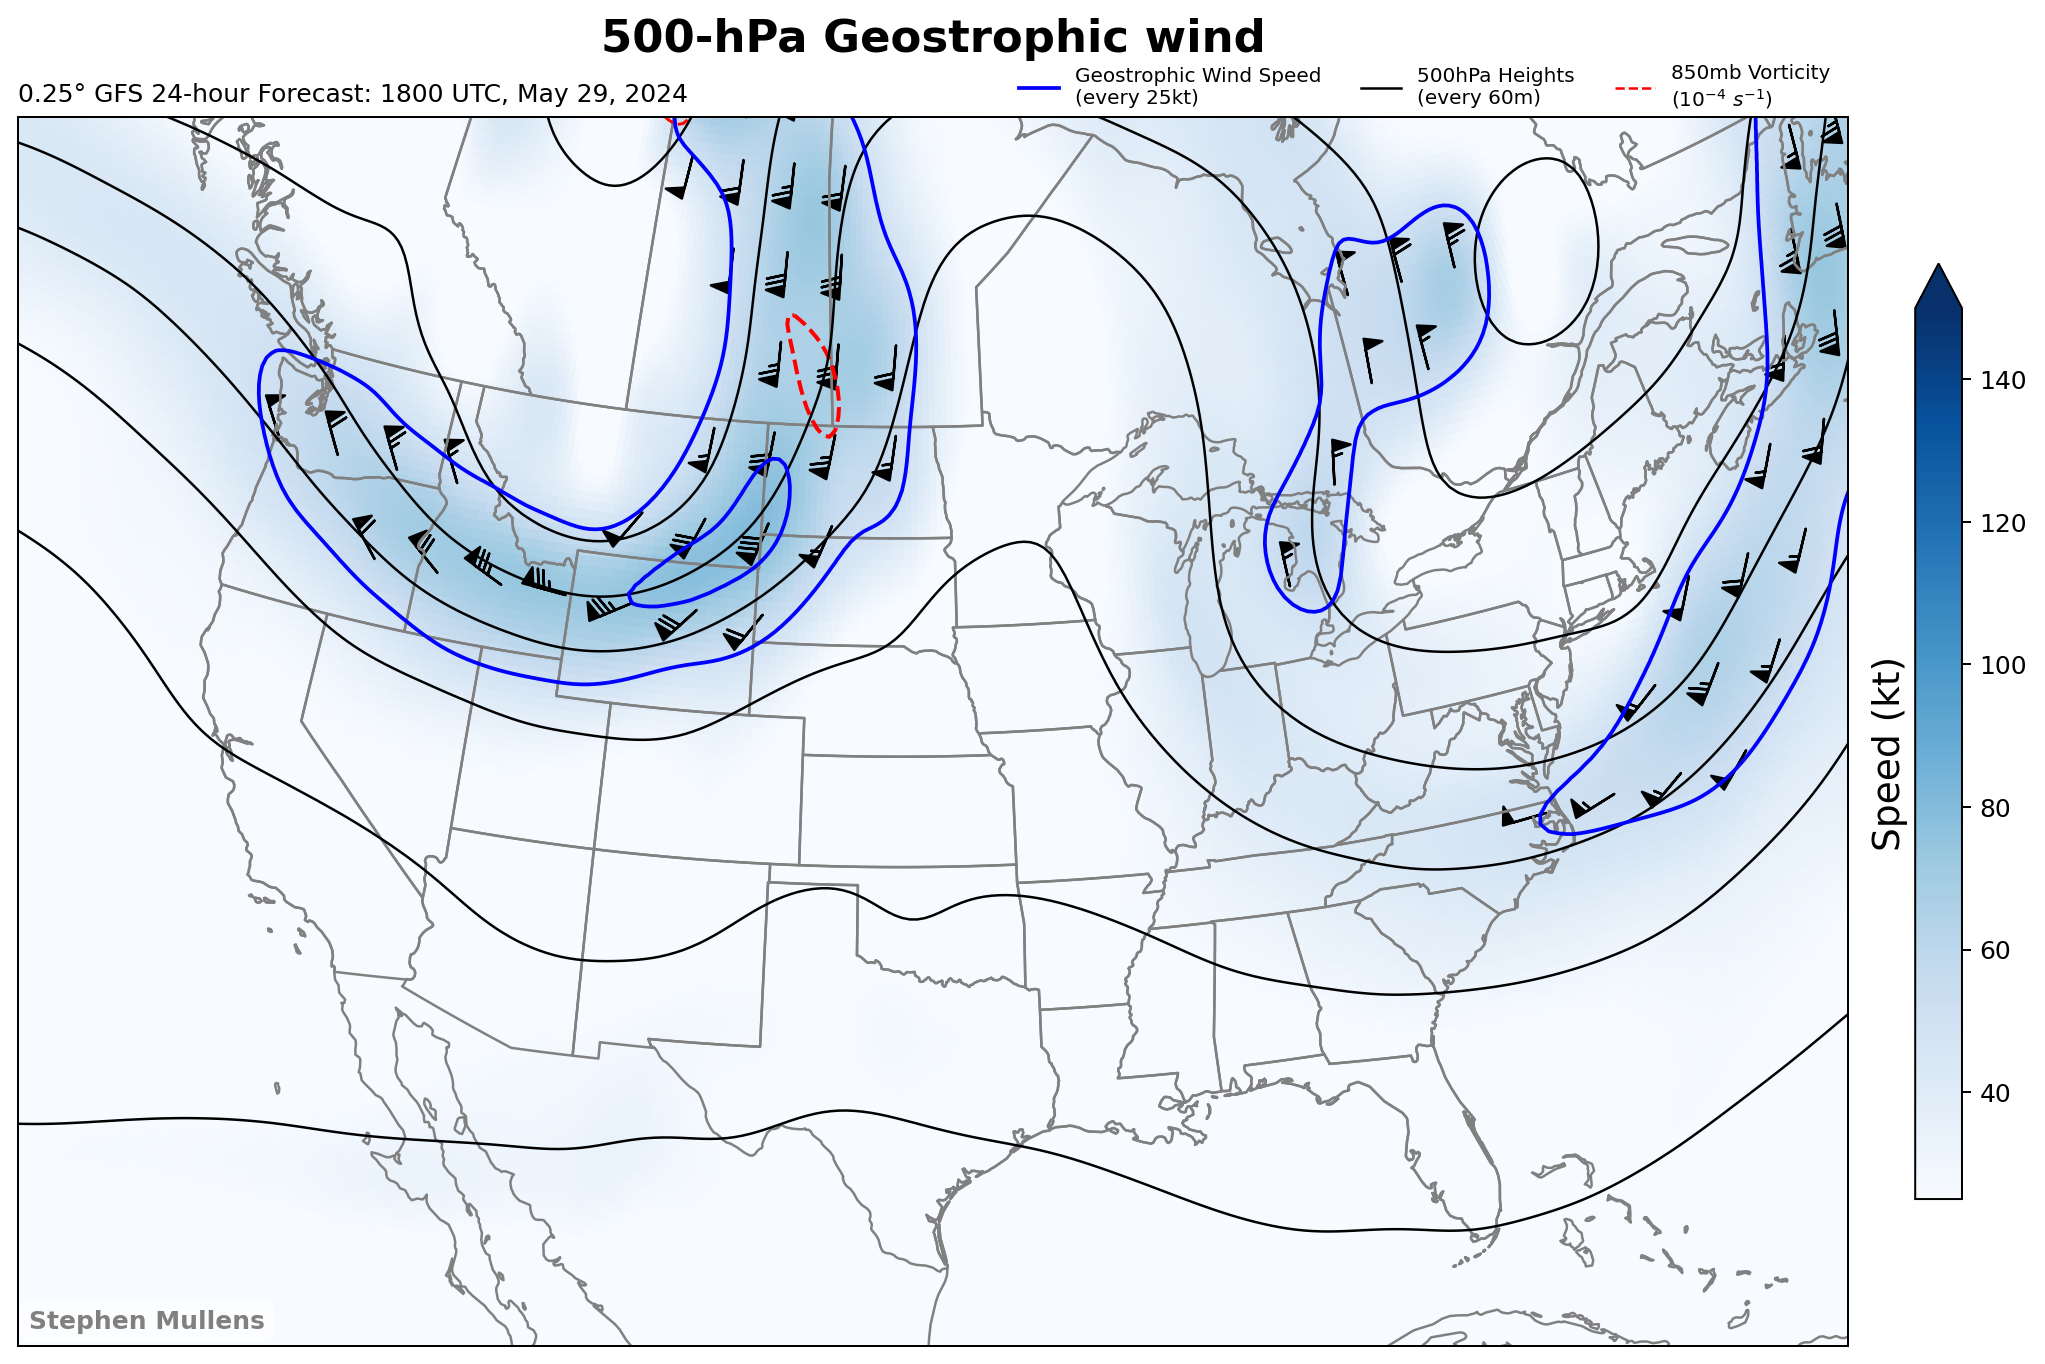 500-hPa Geostrophic wind
0.25° GFS 24-hour Forecast: 1800 UTC, May 29, 2024
Geostrophic Wind Speed
(every 25kt)
500hPa Heights
(every 60m)
850mb Vorticity
(10⁻⁴ s⁻¹)
140
120
100
80
60
40
Speed (kt)
Stephen Mullens